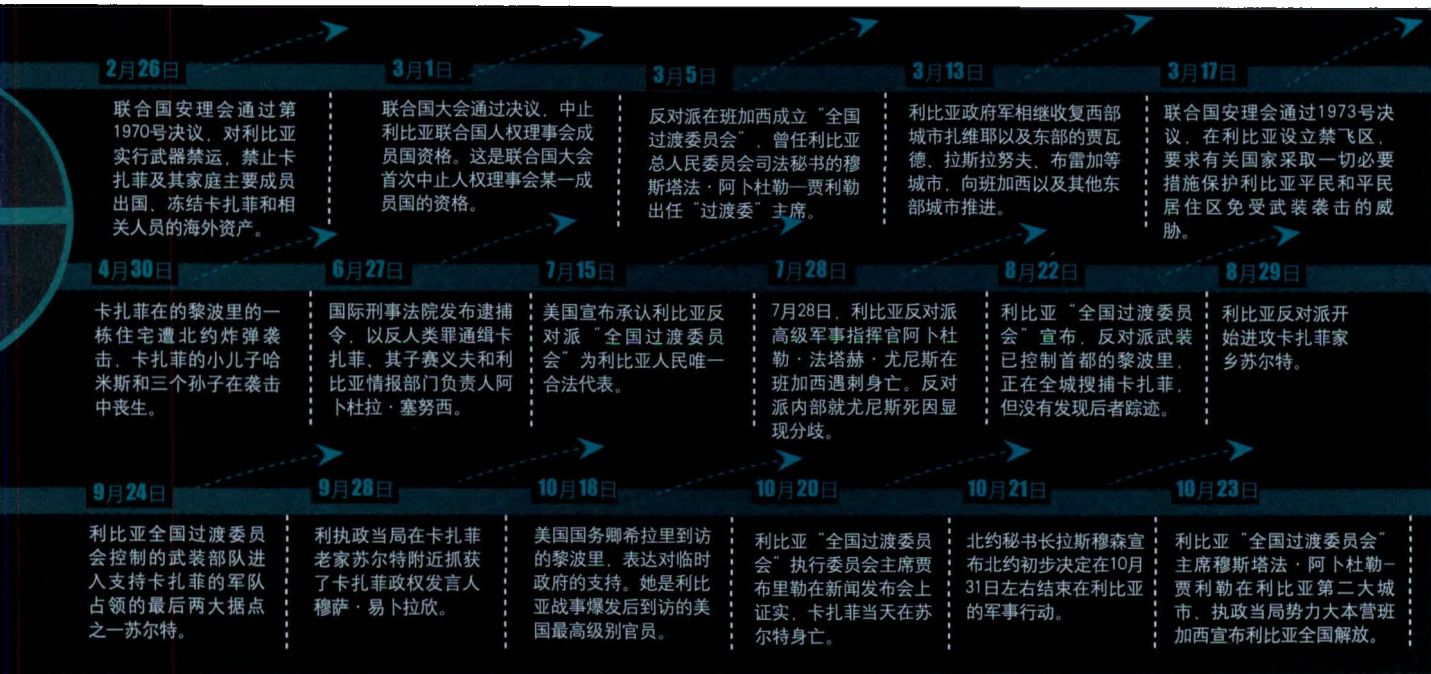 2月26日
联合国安理会通过第
1970号决议，对利比亚
实行武器禁运，禁止卡
扎菲及其家庭主要成员
出国、冻结卡扎菲和相
关人员的海外资产。
3月1日
联合国大会通过决议，中止
利比亚联合国人权理事会成
员国资格。这是联合国大会
首次中止人权理事会某一成
员国的资格。
3月5日
反对派在班加西成立“全国
过渡委员会”，曾任利比亚
总人民委员会司法秘书的穆
斯塔法·阿卜杜勒—贾利勒
出任“过渡委”主席。
3月13日
利比亚政府军相继收复西部
城市扎维耶以及东部的贾瓦
德、拉斯拉努夫、布雷加等
城市，向班加西以及其他东
部城市推进。
3月17日
联合国安理会通过1973号决
议，在利比亚设立禁飞区，
要求有关国家采取一切必要
措施保护利比亚平民和平民
居住区免受武装袭击的威
胁。
4月30日
卡扎菲在的黎波里的一
栋住宅遭北约炸弹袭
击，卡扎菲的小儿子哈
米斯和三个孙子在袭击
中丧生。
6月27日
国际刑事法院发布逮捕
令，以反人类罪通缉卡
扎菲、其子赛义夫和利
比亚情报部门负责人阿
卜杜拉·塞努西。
7月15日
美国宣布承认利比亚反
对派“全国过渡委员
会”为利比亚人民唯一
合法代表。
7月28日
7月28日，利比亚反对派
高级军事指挥官阿卜杜
勒·法塔赫·尤尼斯在
班加西遇刺身亡。反对
派内部就尤尼斯死因显
现分歧。
8月22日
利比亚“全国过渡委员
会”宣布，反对派武装
已控制首都的黎波里，
正在全城搜捕卡扎菲，
但没有发现后者踪迹。
8月29日
利比亚反对派开
始进攻卡扎菲家
乡苏尔特。
9月24日
利比亚全国过渡委员
会控制的武装部队进
入支持卡扎菲的军队
占领的最后两大据点
之一苏尔特。
9月28日
利执政当局在卡扎菲
老家苏尔特附近抓获
了卡扎菲政权发言人
穆萨·易卜拉欣。
10月18日
美国国务卿希拉里到访
的黎波里，表达对临时
政府的支持。她是利比
亚战事爆发后到访的美
国最高级别官员。
10月20日
利比亚“全国过渡委员
会”执行委员会主席贾
布里勒在新闻发布会上
证实，卡扎菲当天在苏
尔特身亡。
10月21日
北约秘书长拉斯穆森宣
布北约初步决定在10月
31日左右结束在利比亚
的军事行动。
10月23日
利比亚“全国过渡委员会”
主席穆斯塔法·阿卜杜勒—
贾利勒在利比亚第二大城
市、执政当局势力大本营班
加西宣布利比亚全国解放。